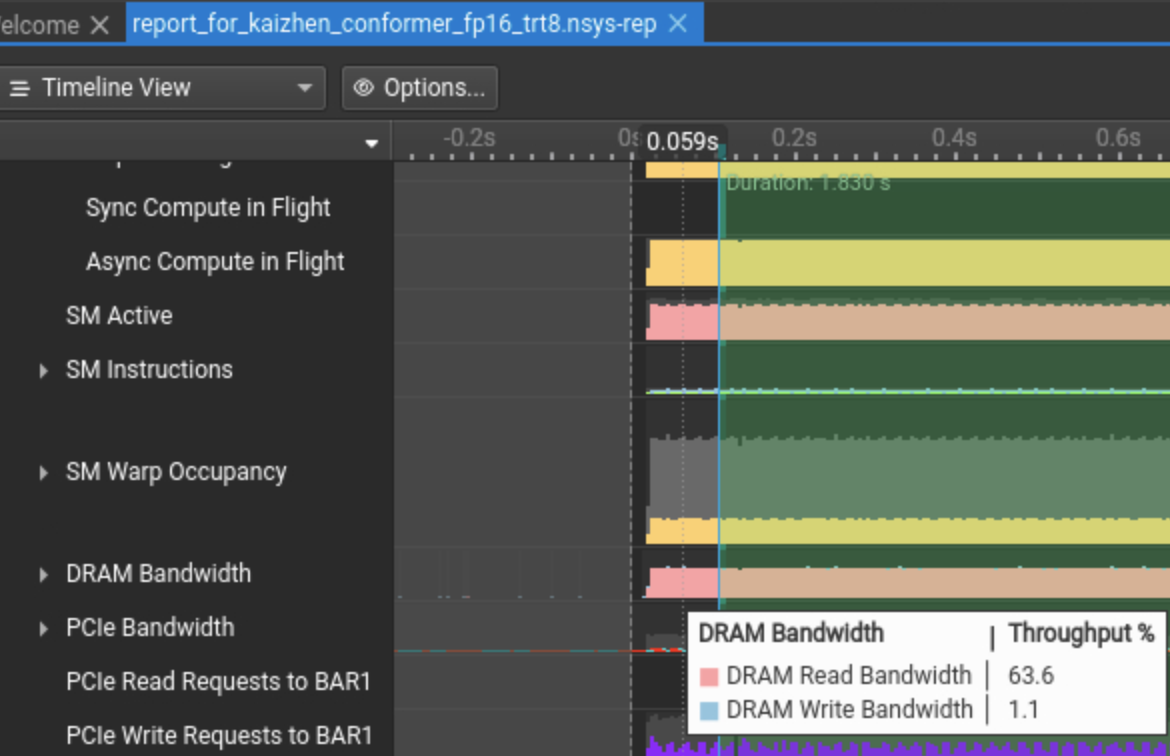 elcome
report_for_kaizhen_conformer_fp16_trt8.nsys-rep
Timeline View
Options...
-0.2s 0s 0.059s 0.2s 0.4s 0.6s
Duration: 1.830 s
Sync Compute in Flight
Async Compute in Flight
SM Active
SM Instructions
SM Warp Occupancy
DRAM Bandwidth
PCIe Bandwidth
PCIe Read Requests to BAR1
PCIe Write Requests to BAR1
DRAM Bandwidth | Throughput %
DRAM Read Bandwidth | 63.6
DRAM Write Bandwidth | 1.1